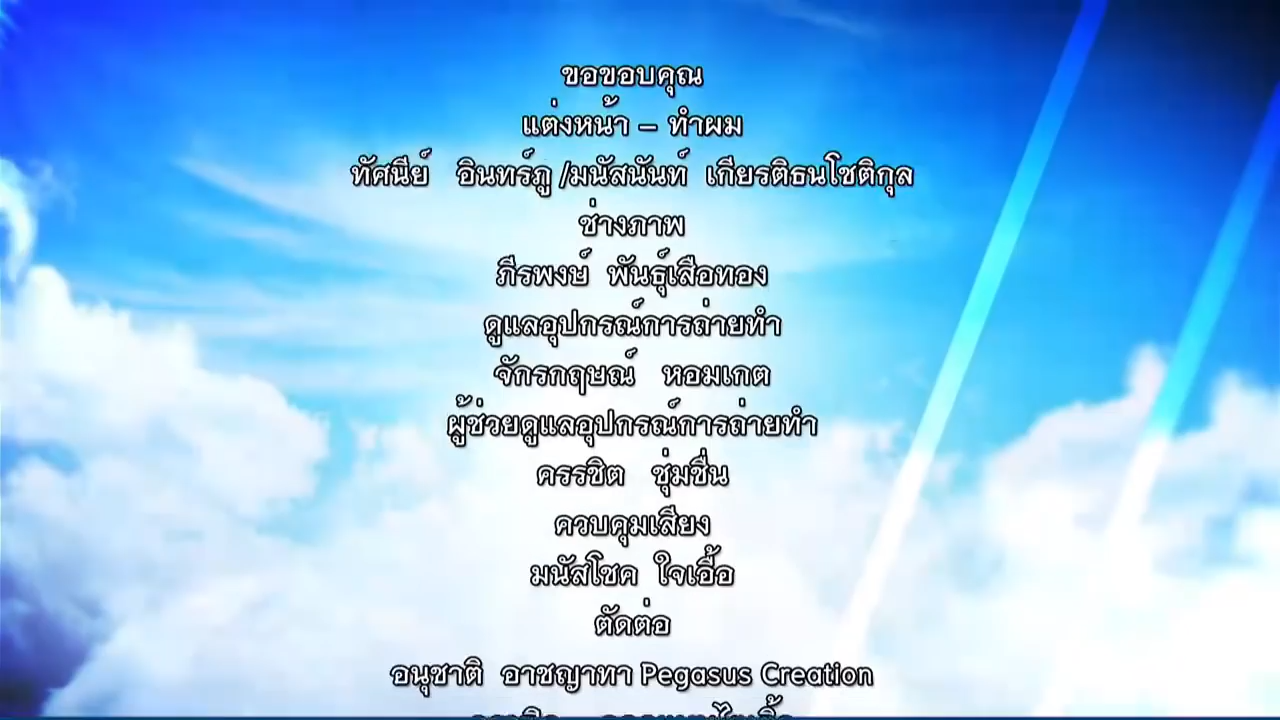 ขอขอบคุณ
แต่งหน้า – ทำผม
ทัศนีย์ อินทร์ภู /มนัสนันท์ เกียรติธนโชติกุล
ช่างภาพ
ภีรพงษ์ พันธุ์เสือทอง
ดูแลอุปกรณ์การถ่ายทำ
จักรกฤษณ์ หอมเกตุ
ผู้ช่วยดูแลอุปกรณ์การถ่ายทำ
ครรชิต ชุ่มชื่น
ควบคุมเสียง
มนัสโชค ใจเอื้อ
ตัดต่อ
อนุชาติ อาชญาทา Pegasus Creation